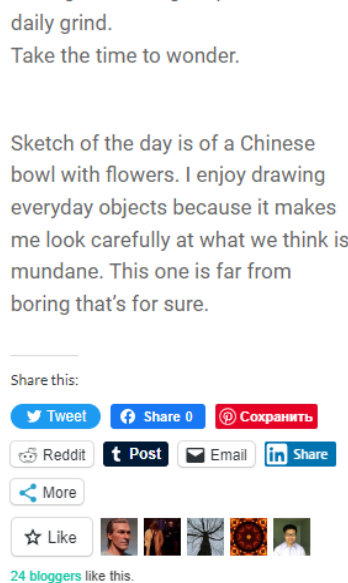 daily grind.
Take the time to wonder.
Sketch of the day is of a Chinese
bowl with flowers. I enjoy drawing
everyday objects because it makes
me look carefully at what we think is
mundane. This one is far from
boring that's for sure.
Share this:
Tweet Share 0 Сохранить
Reddit Post Email Share
More
Like
24 bloggers like this.